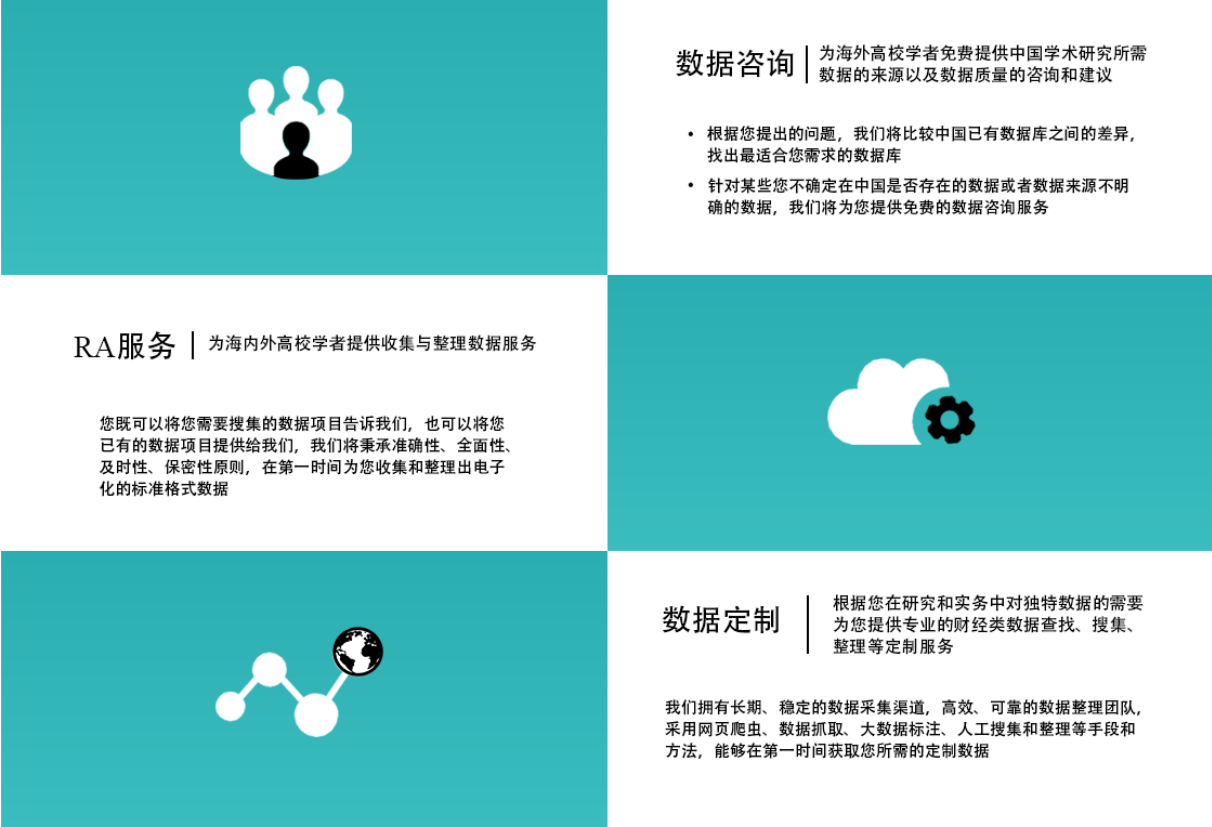 数据咨询
为海外高校学者免费提供中国学术研究所需
数据的来源以及数据质量的咨询和建议
• 根据您提出的问题，我们将比较中国已有数据库之间的差异，
找出最适合您需求的数据库
• 针对某些您不确定在中国是否存在的数据或者数据来源不明
确的数据，我们将为您提供免费的数据咨询服务
RA服务
为海内外高校学者提供收集与整理数据服务
您既可以将您需要搜集的数据项目告诉我们，也可以将您
已有的数据项目提供给我们，我们将秉承准确性、全面性、
及时性、保密性原则，在第一时间为您收集和整理出电子
化的标准格式数据
数据定制
根据您在研究和实务中对独特数据的需要
为您提供专业的财经类数据查找、搜集、
整理等定制服务
我们拥有长期、稳定的数据采集渠道，高效、可靠的数据整理团队，
采用网页爬虫、数据抓取、大数据标注、人工搜集和整理等手段和
方法，能够在第一时间获取您所需的定制数据